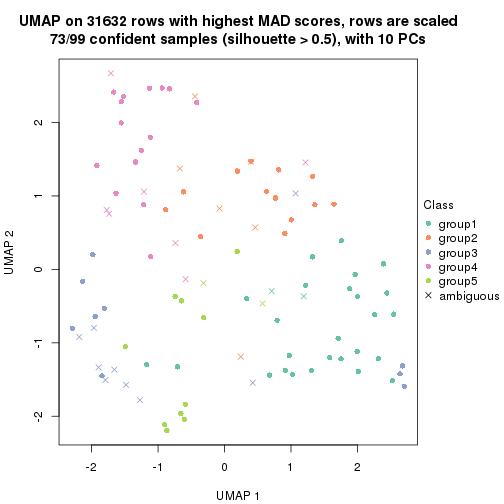 UMAP on 31632 rows with highest MAD scores, rows are scaled
73/99 confident samples (silhouette > 0.5), with 10 PCs
UMAP 2
2
1
0
-1
-2
-2
-1
0
1
2
UMAP 1
Class
group1
group2
group3
group4
group5
ambiguous